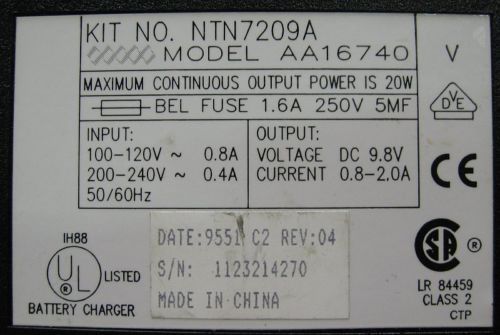 KIT NO. NTN7209A
MODEL AA16740
V
MAXIMUM CONTINUOUS OUTPUT POWER IS 20W
BEL FUSE 1.6A 250V 5MF
DVE
INPUT:
100-120V ~ 0.8A
200-240V ~ 0.4A
50/60Hz
OUTPUT:
VOLTAGE DC 9.8V
CURRENT 0.8-2.0A
CE
DATE:9551 C2 REV:04
S/N: 1123214270
MADE IN CHINA
IH88
UL ® LISTED
BATTERY CHARGER
SA ®
LR 84459
CLASS 2
CTP